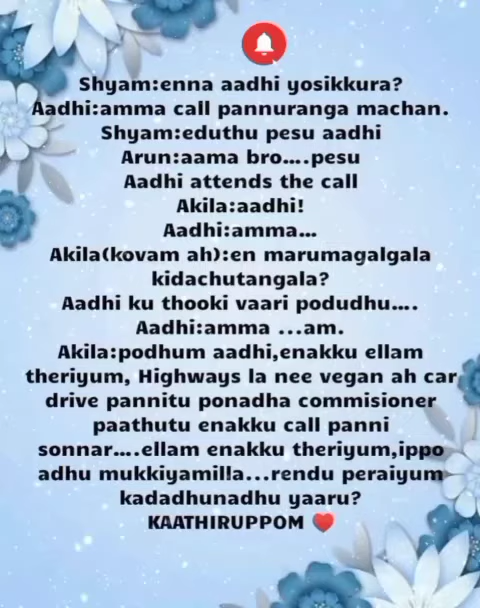 Shyam:enna aadhi yosikkura?
Aadhi:amma call pannuranga machan.
Shyam:eduthu pesu aadhi
Arun:aama bro....pesu
Aadhi attends the call
Akila:aadhi!
Aadhi:amma...
Akila(kovam ah):en marumagalgala
kidachutangala?
Aadhi ku thooki vaari podudhu....
Aadhi:amma ...am.
Akila:podhum aadhi,enakku ellam
theriyum, Highways la nee vegan ah car
drive pannitu ponadha commisioner
paathutu enakku call panni
sonnar....ellam enakku theriyum,ippo
adhu mukkiyamilla...rendu peraiyum
kadadhunadhu yaaru?
KAATHIRUPPOM ♥